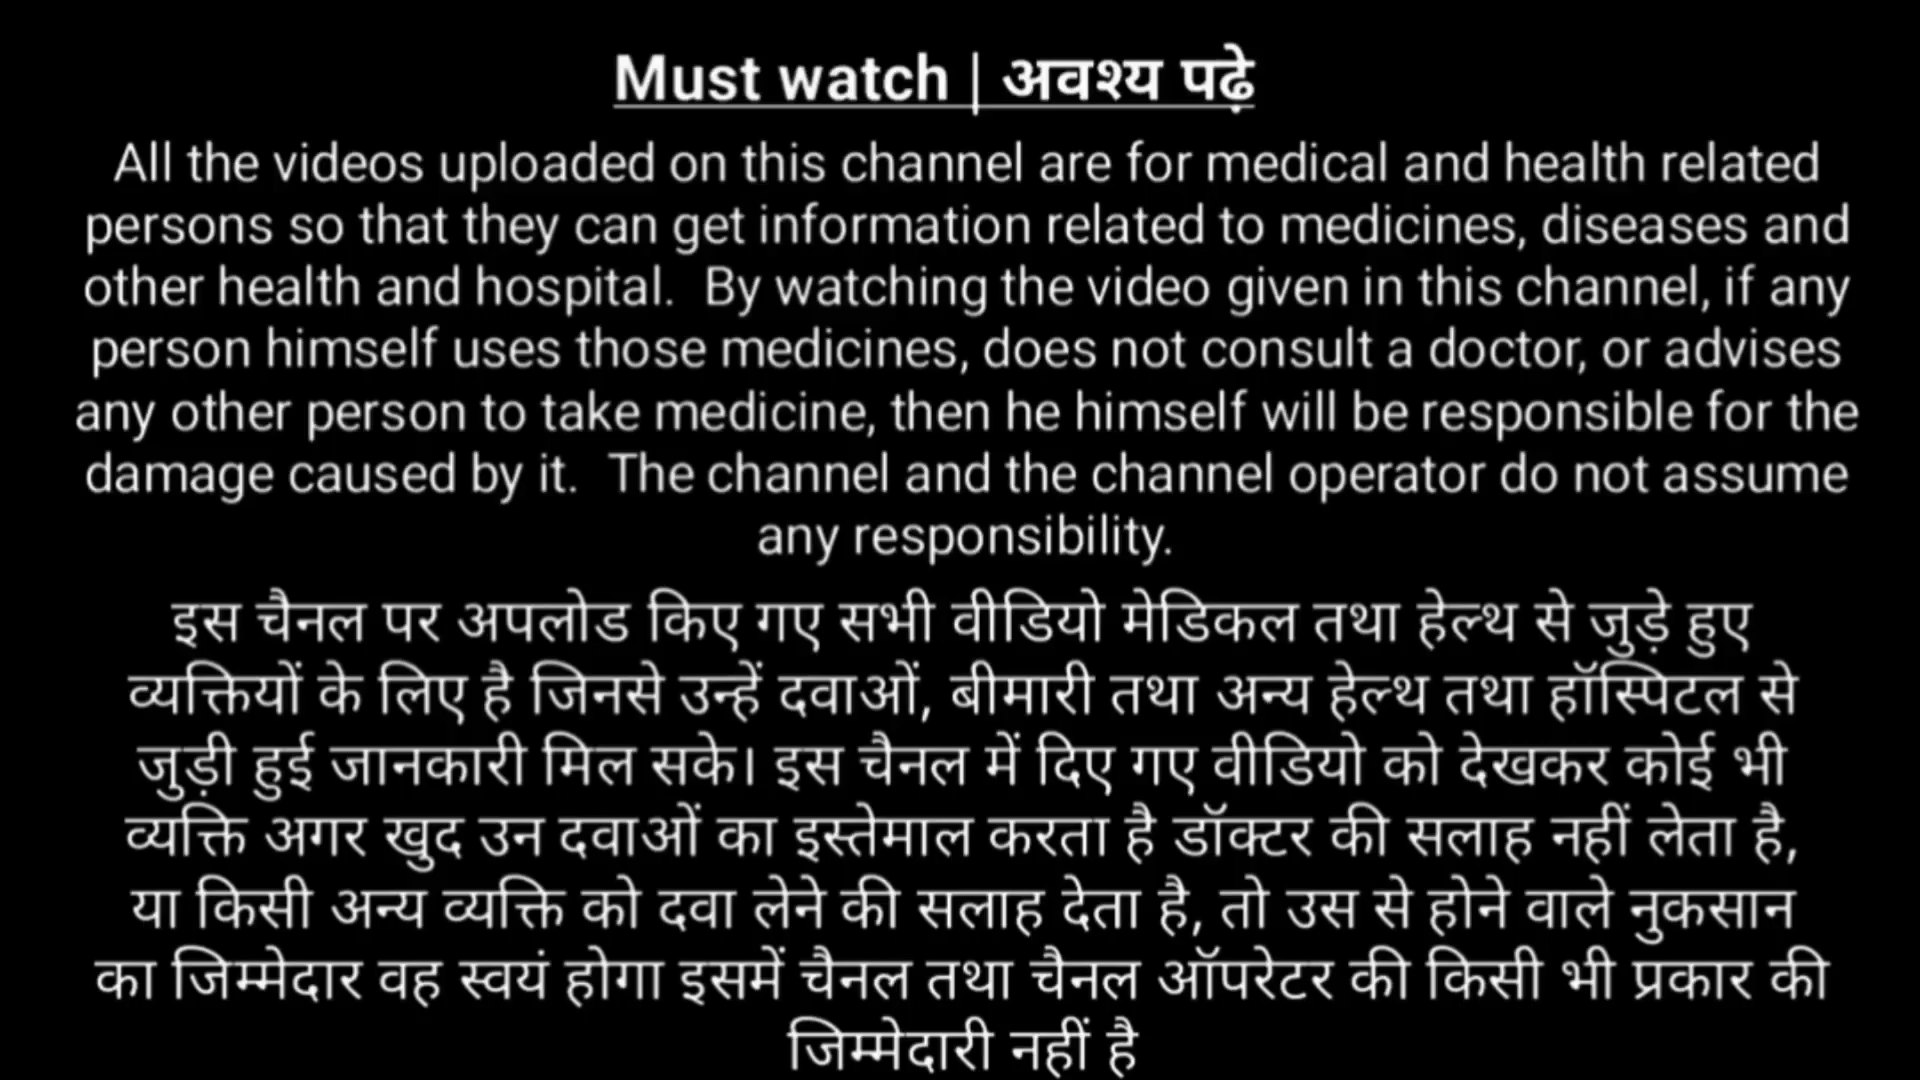 Must watch | अवश्य पढ़े
All the videos uploaded on this channel are for medical and health related
persons so that they can get information related to medicines, diseases and
other health and hospital.  By watching the video given in this channel, if any
person himself uses those medicines, does not consult a doctor, or advises
any other person to take medicine, then he himself will be responsible for the
damage caused by it.  The channel and the channel operator do not assume
any responsibility.
इस चैनल पर अपलोड किए गए सभी वीडियो मेडिकल तथा हेल्थ से जुड़े हुए
व्यक्तियों के लिए है जिनसे उन्हें दवाओं, बीमारी तथा अन्य हेल्थ तथा हॉस्पिटल से
जुड़ी हुई जानकारी मिल सके। इस चैनल में दिए गए वीडियो को देखकर कोई भी
व्यक्ति अगर खुद उन दवाओं का इस्तेमाल करता है डॉक्टर की सलाह नहीं लेता है,
या किसी अन्य व्यक्ति को दवा लेने की सलाह देता है, तो उस से होने वाले नुकसान
का जिम्मेदार वह स्वयं होगा इसमें चैनल तथा चैनल ऑपरेटर की किसी भी प्रकार की
जिम्मेदारी नहीं है